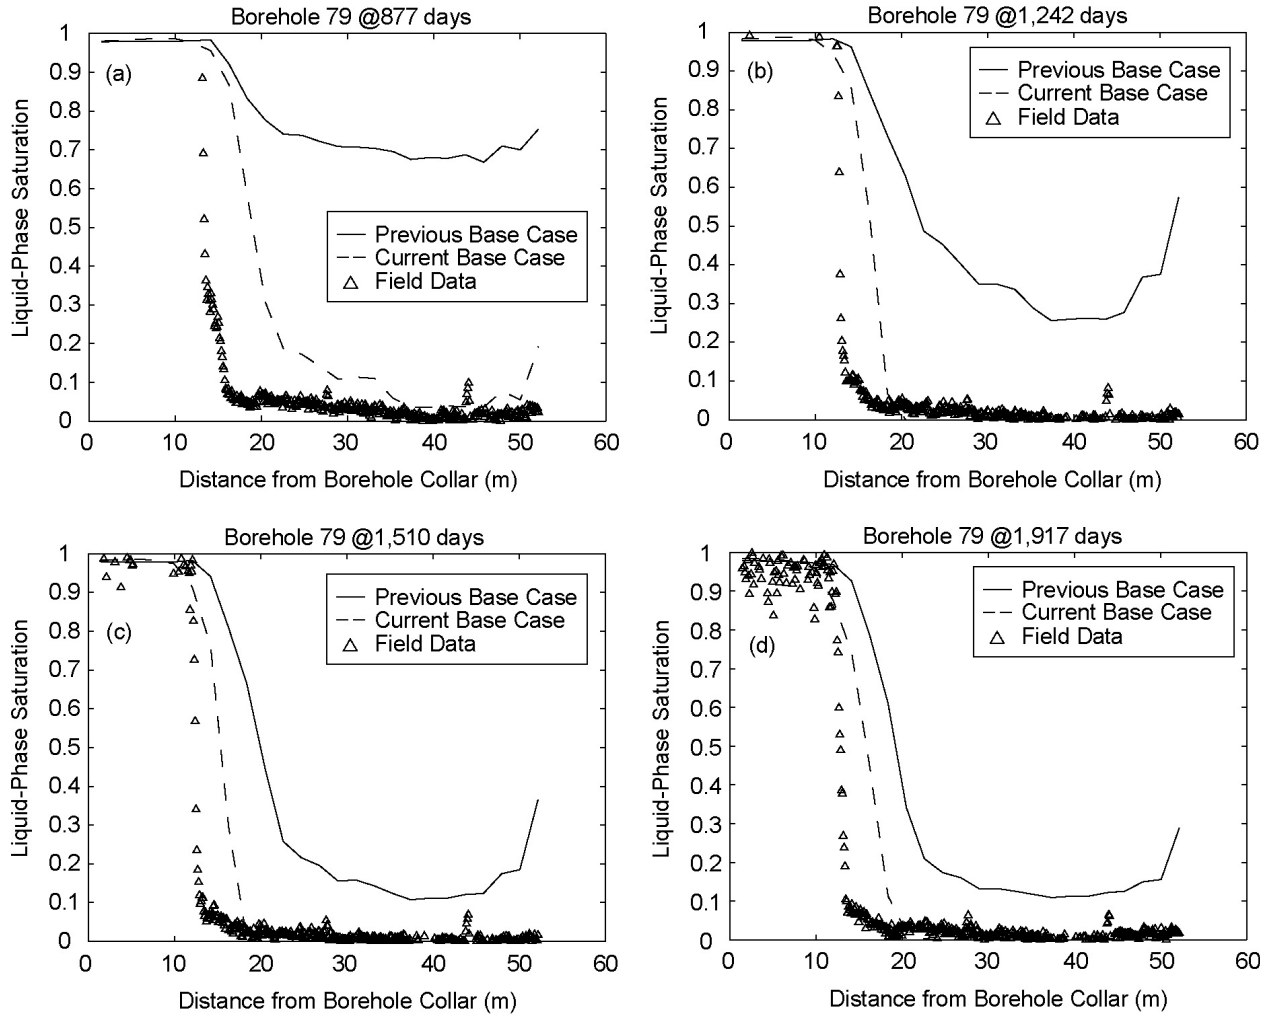 Borehole 79 @877 days
1
0.9
0.8
0.7
0.6
0.5
0.4
0.3
0.2
0.1
0
(a)
Previous Base Case
Current Base Case
Field Data
Liquid-Phase Saturation
0 10 20 30 40 50 60
Distance from Borehole Collar (m)
Borehole 79 @1,242 days
1
0.9
0.8
0.7
0.6
0.5
0.4
0.3
0.2
0.1
0
(b)
Previous Base Case
Current Base Case
Field Data
Liquid-Phase Saturation
0 10 20 30 40 50 60
Distance from Borehole Collar (m)
Borehole 79 @1,510 days
1
0.9
0.8
0.7
0.6
0.5
0.4
0.3
0.2
0.1
0
(c)
Previous Base Case
Current Base Case
Field Data
Liquid-Phase Saturation
0 10 20 30 40 50 60
Distance from Borehole Collar (m)
Borehole 79 @1,917 days
1
0.9
0.8
0.7
0.6
0.5
0.4
0.3
0.2
0.1
0
(d)
Previous Base Case
Current Base Case
Field Data
Liquid-Phase Saturation
0 10 20 30 40 50 60
Distance from Borehole Collar (m)